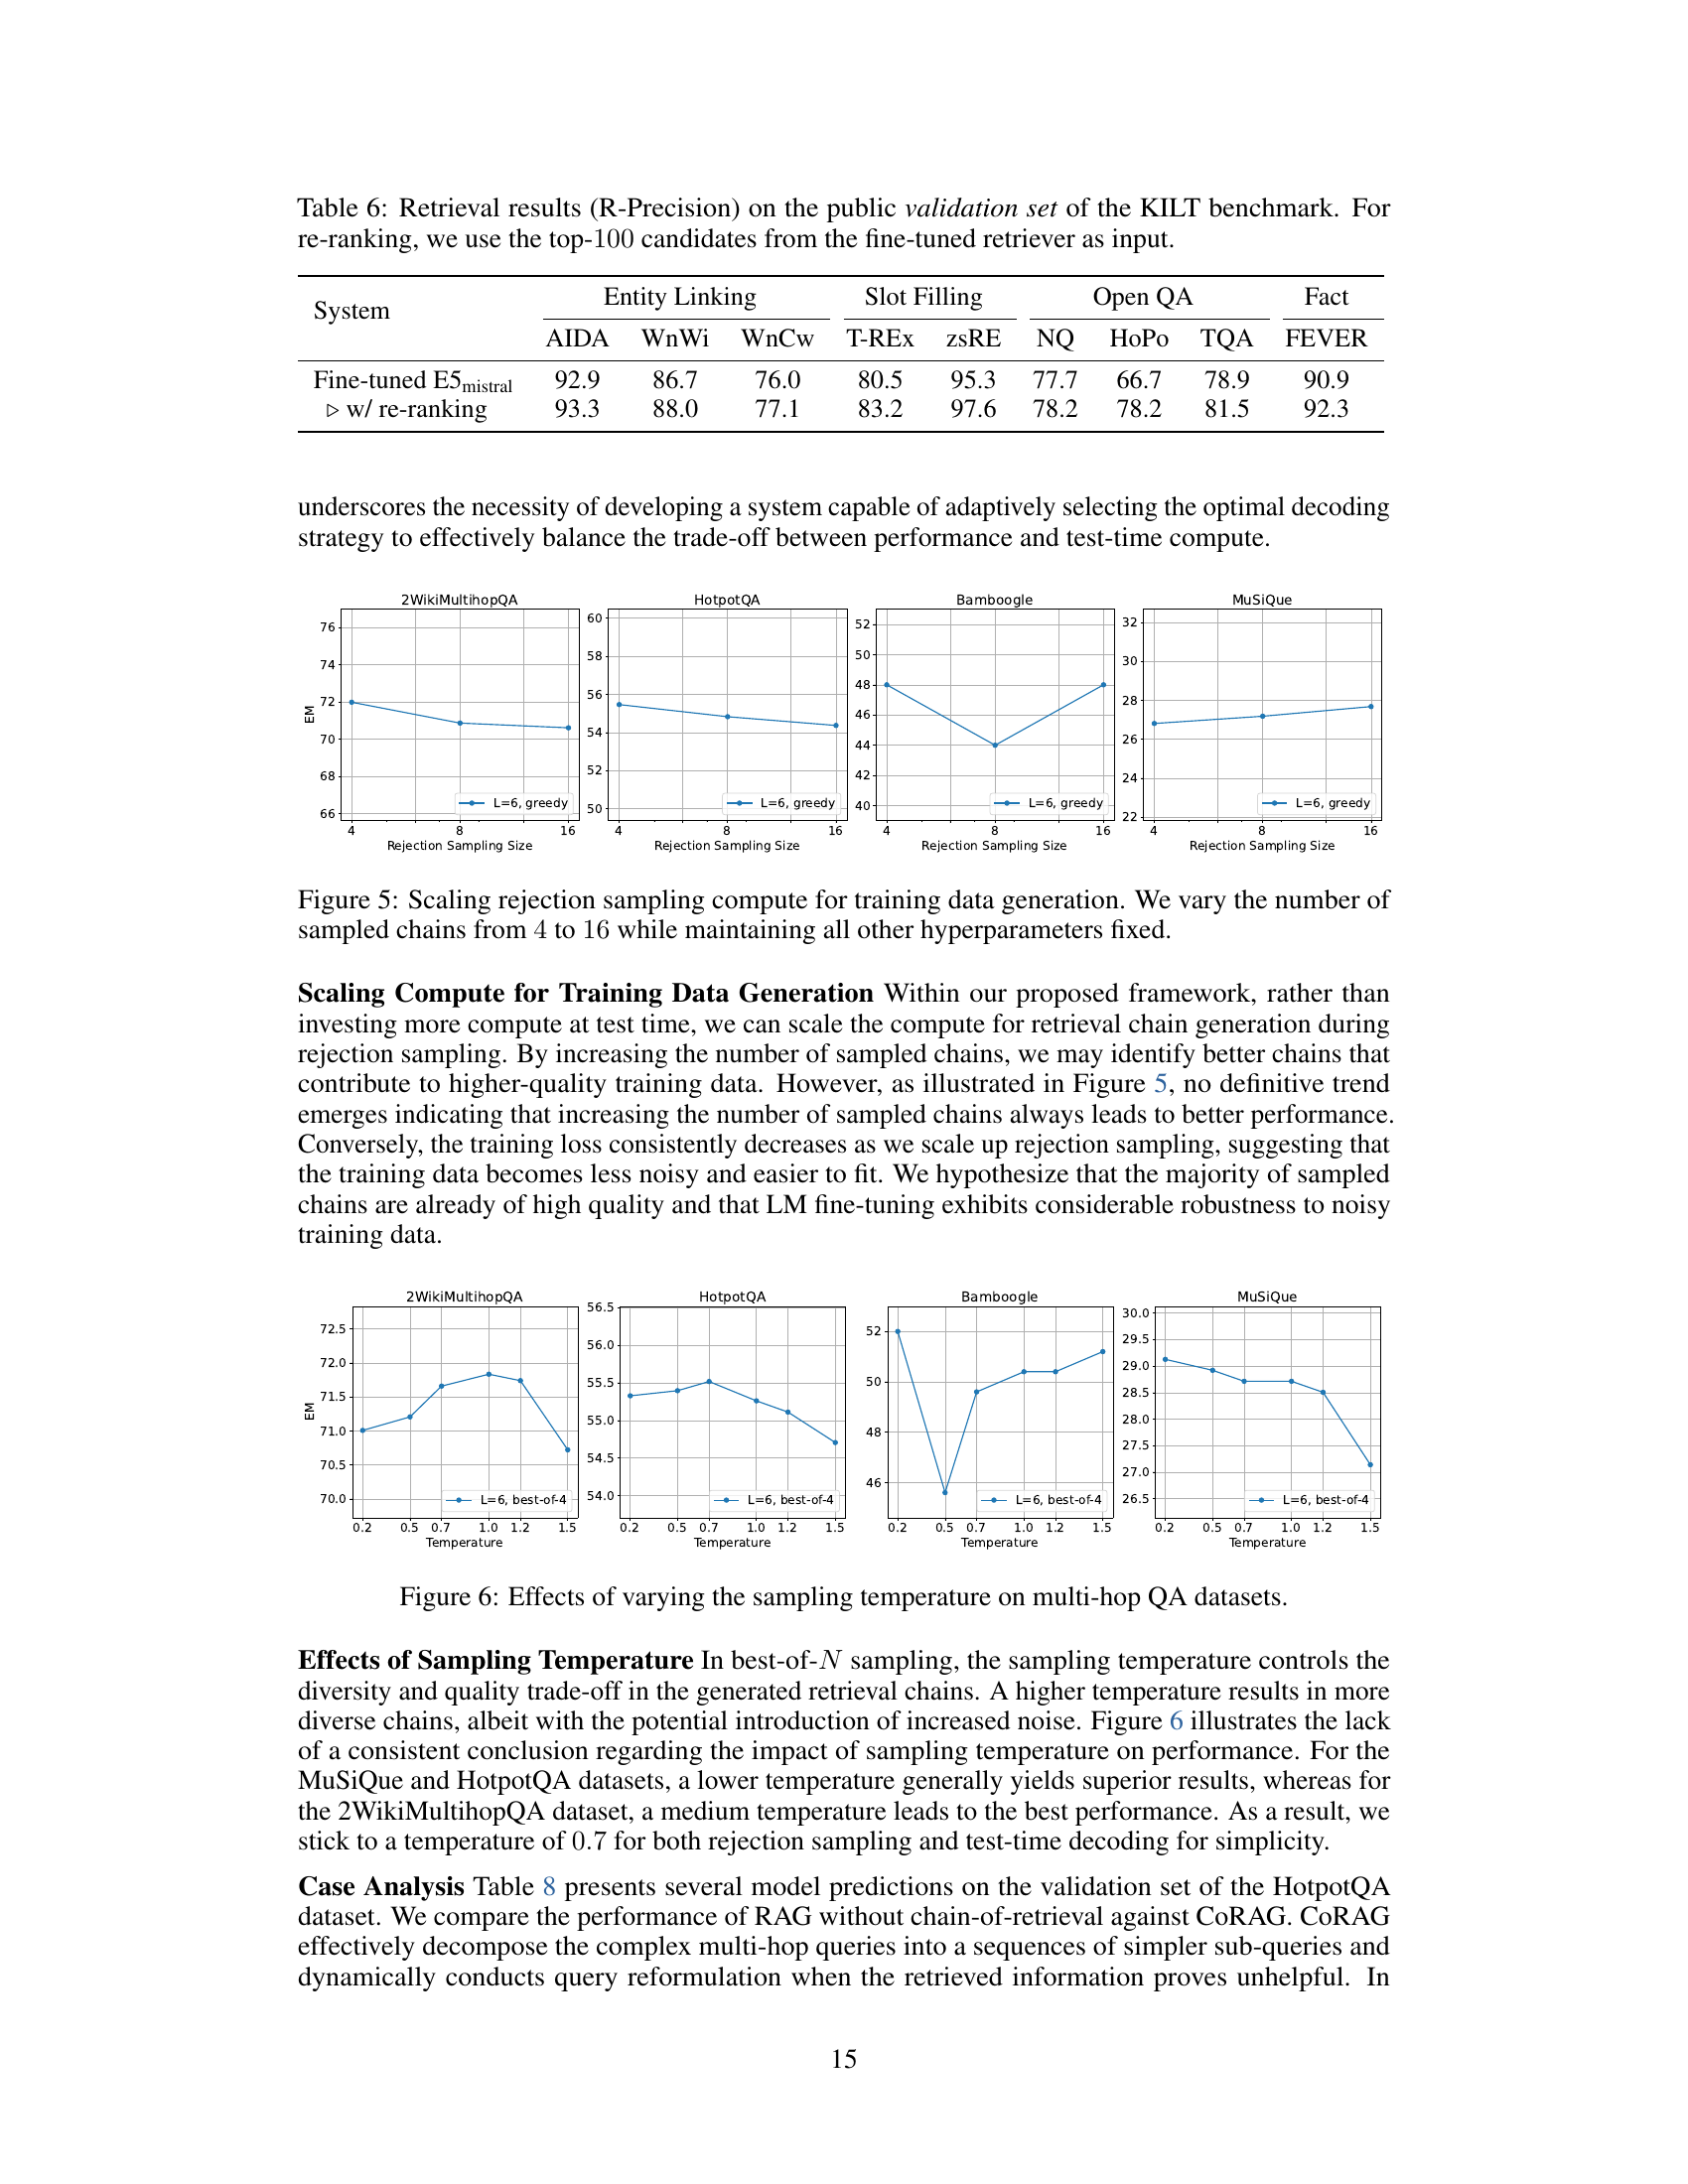 Table 6: Retrieval results (R-Precision) on the public validation set of the KILT benchmark. For
re-ranking, we use the top-100 candidates from the fine-tuned retriever as input.
System Entity Linking Slot Filling Open QA Fact
AIDA WnWi WnCw T-REx zsRE NQ HoPo TQA FEVER
Fine-tuned E5mistral 92.9 86.7 76.0 80.5 95.3 77.7 66.7 78.9 90.9
▷ w/ re-ranking 93.3 88.0 77.1 83.2 97.6 78.2 78.2 81.5 92.3
underscores the necessity of developing a system capable of adaptively selecting the optimal decoding
strategy to effectively balance the trade-off between performance and test-time compute.
2WikiMultihopQA
76
74
72
70
68
66
EM
L=6, greedy
4 8 16
Rejection Sampling Size
HotpotQA
60
58
56
54
52
50
L=6, greedy
4 8 16
Rejection Sampling Size
Bamboogle
52
50
48
46
44
42
40
L=6, greedy
4 8 16
Rejection Sampling Size
MuSiQue
32
30
28
26
24
22
L=6, greedy
4 8 16
Rejection Sampling Size
Figure 5: Scaling rejection sampling compute for training data generation. We vary the number of
sampled chains from 4 to 16 while maintaining all other hyperparameters fixed.
Scaling Compute for Training Data Generation Within our proposed framework, rather than
investing more compute at test time, we can scale the compute for retrieval chain generation during
rejection sampling. By increasing the number of sampled chains, we may identify better chains that
contribute to higher-quality training data. However, as illustrated in Figure 5, no definitive trend
emerges indicating that increasing the number of sampled chains always leads to better performance.
Conversely, the training loss consistently decreases as we scale up rejection sampling, suggesting that
the training data becomes less noisy and easier to fit. We hypothesize that the majority of sampled
chains are already of high quality and that LM fine-tuning exhibits considerable robustness to noisy
training data.
2WikiMultihopQA
72.5
72.0
71.5
71.0
70.5
70.0
EM
L=6, best-of-4
0.2 0.5 0.7 1.0 1.2 1.5
Temperature
HotpotQA
56.5
56.0
55.5
55.0
54.5
54.0
L=6, best-of-4
0.2 0.5 0.7 1.0 1.2 1.5
Temperature
Bamboogle
52
50
48
46
L=6, best-of-4
0.2 0.5 0.7 1.0 1.2 1.5
Temperature
MuSiQue
30.0
29.5
29.0
28.5
28.0
27.5
27.0
26.5
L=6, best-of-4
0.2 0.5 0.7 1.0 1.2 1.5
Temperature
Figure 6: Effects of varying the sampling temperature on multi-hop QA datasets.
Effects of Sampling Temperature In best-of-N sampling, the sampling temperature controls the
diversity and quality trade-off in the generated retrieval chains. A higher temperature results in more
diverse chains, albeit with the potential introduction of increased noise. Figure 6 illustrates the lack
of a consistent conclusion regarding the impact of sampling temperature on performance. For the
MuSiQue and HotpotQA datasets, a lower temperature generally yields superior results, whereas for
the 2WikiMultihopQA dataset, a medium temperature leads to the best performance. As a result, we
stick to a temperature of 0.7 for both rejection sampling and test-time decoding for simplicity.
Case Analysis Table 8 presents several model predictions on the validation set of the HotpotQA
dataset. We compare the performance of RAG without chain-of-retrieval against CoRAG. CoRAG
effectively decompose the complex multi-hop queries into a sequences of simpler sub-queries and
dynamically conducts query reformulation when the retrieved information proves unhelpful. In
15